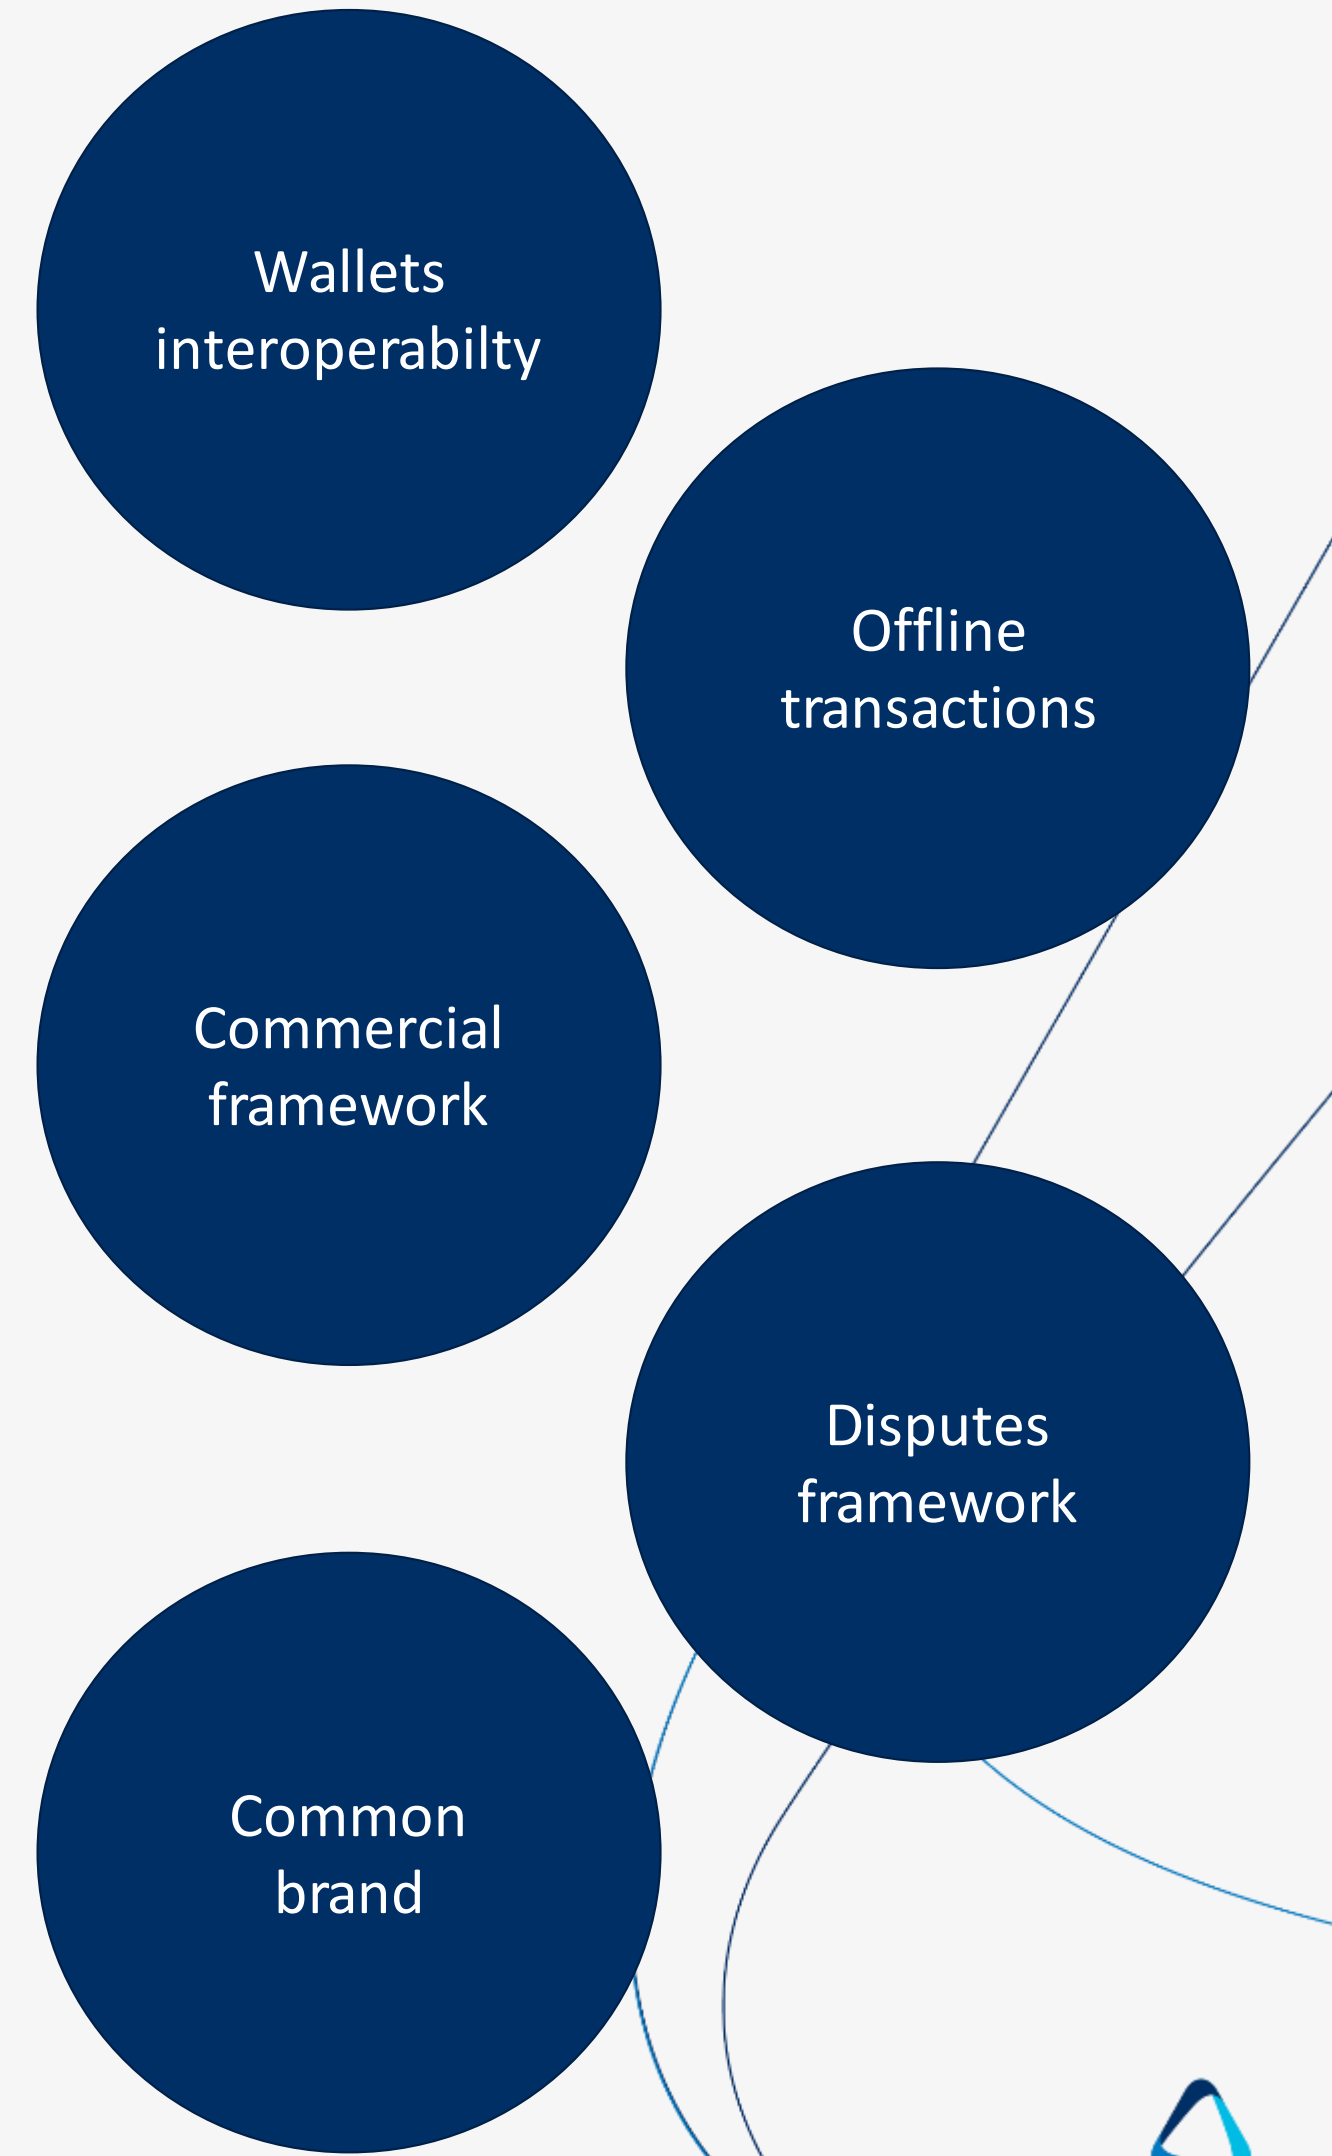 Wallets
interoperabilty
Offline
transactions
Commercial
framework
Disputes
framework
Common
brand